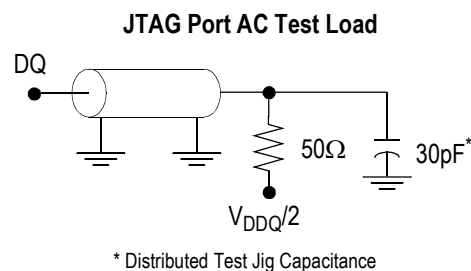 JTAG Port AC Test Load
DQ
50Ω
30pF*
VDDQ/2
* Distributed Test Jig Capacitance